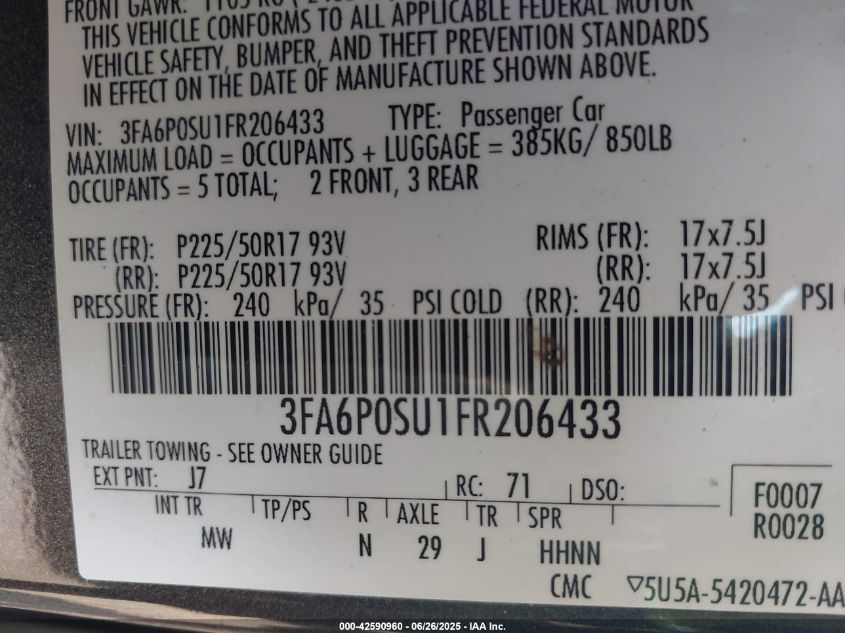 FRONT GAWR: 1105 KG
THIS VEHICLE CONFORMS TO ALL APPLICABLE FEDERAL MOTOR
VEHICLE SAFETY, BUMPER, AND THEFT PREVENTION STANDARDS
IN EFFECT ON THE DATE OF MANUFACTURE SHOWN ABOVE.
VIN: 3FA6P0SU1FR206433 TYPE: Passenger Car
MAXIMUM LOAD = OCCUPANTS + LUGGAGE = 385KG/ 850LB
OCCUPANTS = 5 TOTAL; 2 FRONT, 3 REAR
TIRE (FR): P225/50R17 93V RIMS (FR): 17x7.5J
(RR): P225/50R17 93V (RR): 17x7.5J
PRESSURE (FR): 240 kPa/ 35 PSI COLD (RR): 240 kPa/ 35 PSI
3FA6P0SU1FR206433
TRAILER TOWING - SEE OWNER GUIDE
EXT PNT: J7 RC: 71 DSO:
INT TR TP/PS R AXLE TR SPR
MW N 29 J HHNN
F0007
R0028
CMC ▽5U5A-5420472-AA
000-42590960 - 06/26/2025 - IAA Inc.